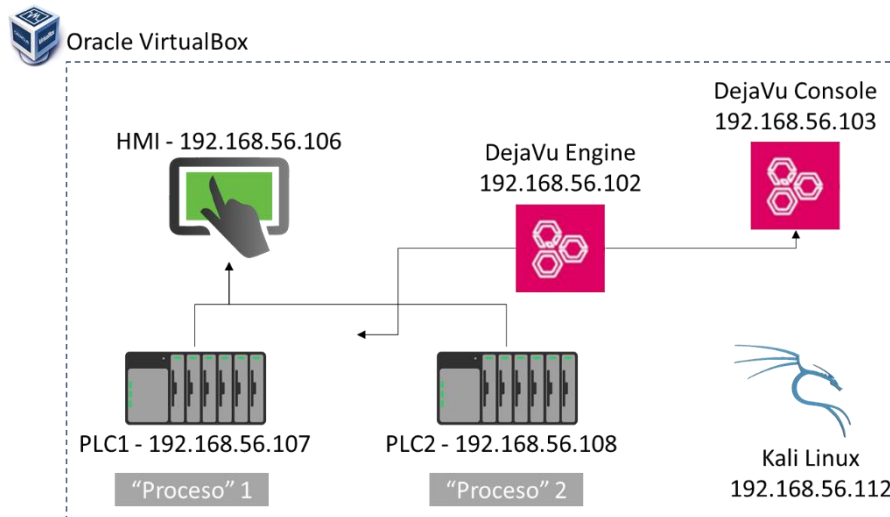 Oracle VirtualBox
DejaVu Console
192.168.56.103
HMI - 192.168.56.106
DejaVu Engine
192.168.56.102
PLC1 - 192.168.56.107
PLC2 - 192.168.56.108
Kali Linux
192.168.56.112
“Proceso” 1
“Proceso” 2